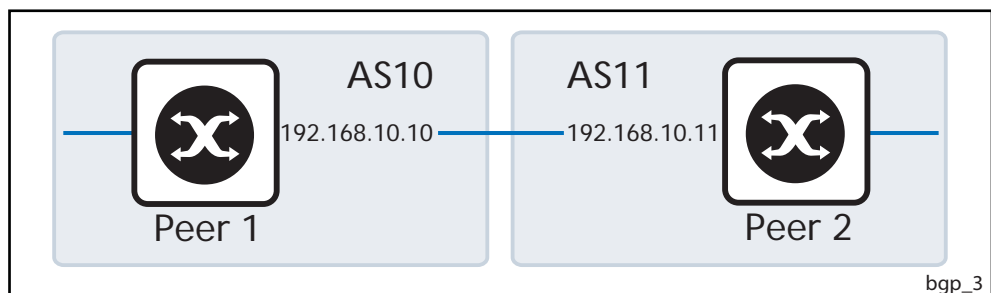 AS10
AS11
192.168.10.10
192.168.10.11
Peer 1
Peer 2
bgp_3